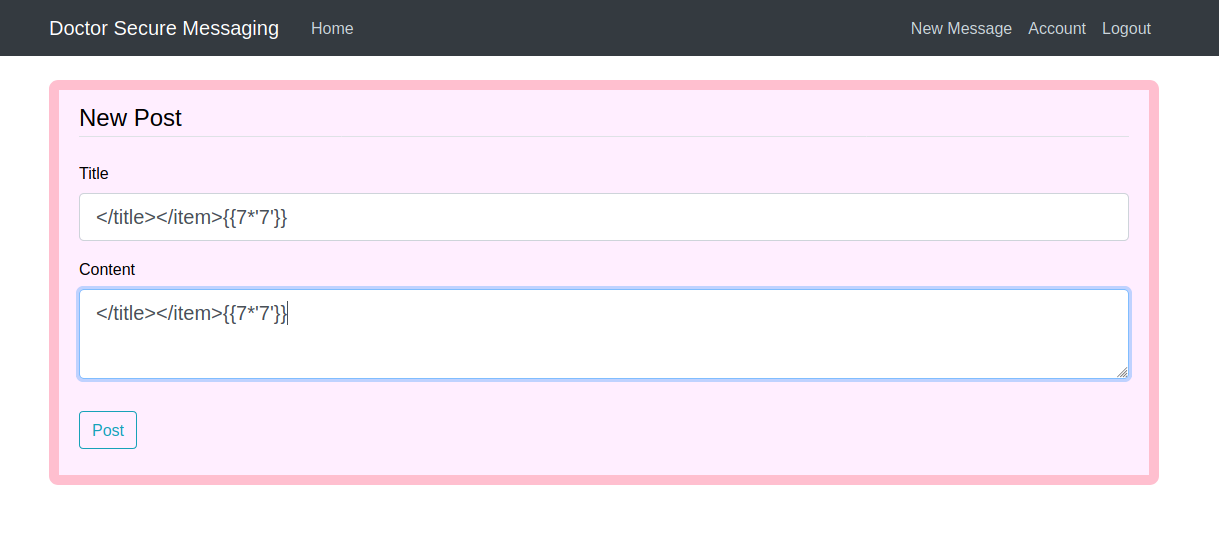 Doctor Secure Messaging Home New Message Account Logout
New Post
Title
</title></item>{{7*'7'}}
Content
</title></item>{{7*'7'}}
Post